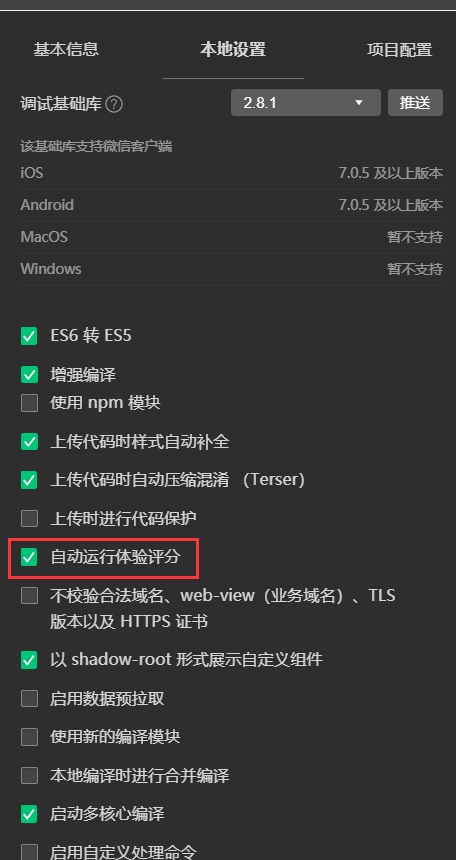 基本信息 本地设置 项目配置
调试基础库 ? 2.8.1 推送
该基础库支持微信客户端
iOS 7.0.5 及以上版本
Android 7.0.5 及以上版本
MacOS 暂不支持
Windows 暂不支持
ES6 转 ES5
增强编译
使用 npm 模块
上传代码时样式自动补全
上传代码时自动压缩混淆 （Terser）
上传时进行代码保护
自动运行体验评分
不校验合法域名、web-view（业务域名）、TLS
版本以及 HTTPS 证书
以 shadow-root 形式展示自定义组件
启用数据预拉取
使用新的编译模块
本地编译时进行合并编译
启动多核心编译
启用自定义处理命令